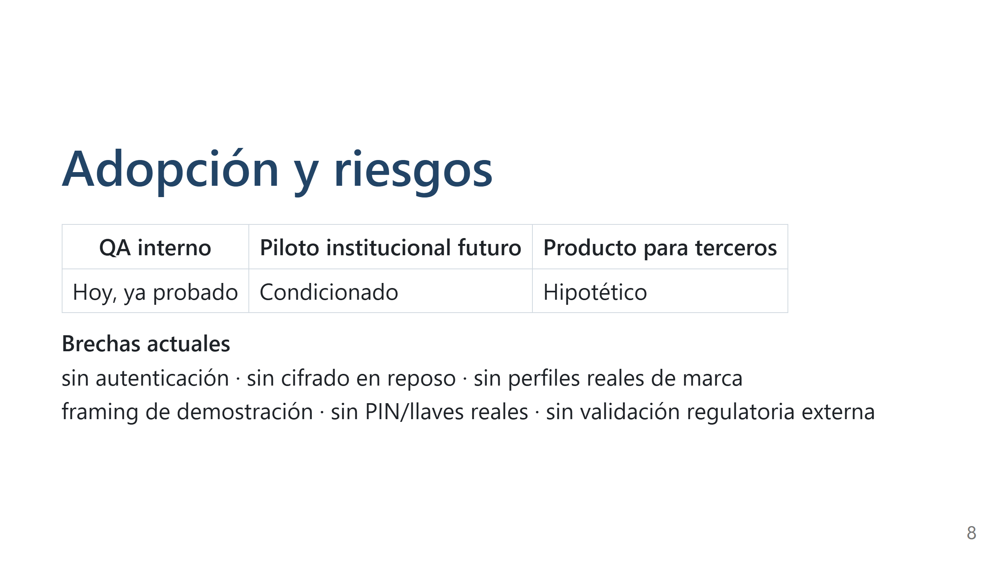 Adopción y riesgos
QA interno Piloto institucional futuro Producto para terceros
Hoy, ya probado Condicionado Hipotético
Brechas actuales
sin autenticación · sin cifrado en reposo · sin perfiles reales de marca
framing de demostración · sin PIN/llaves reales · sin validación regulatoria externa
8